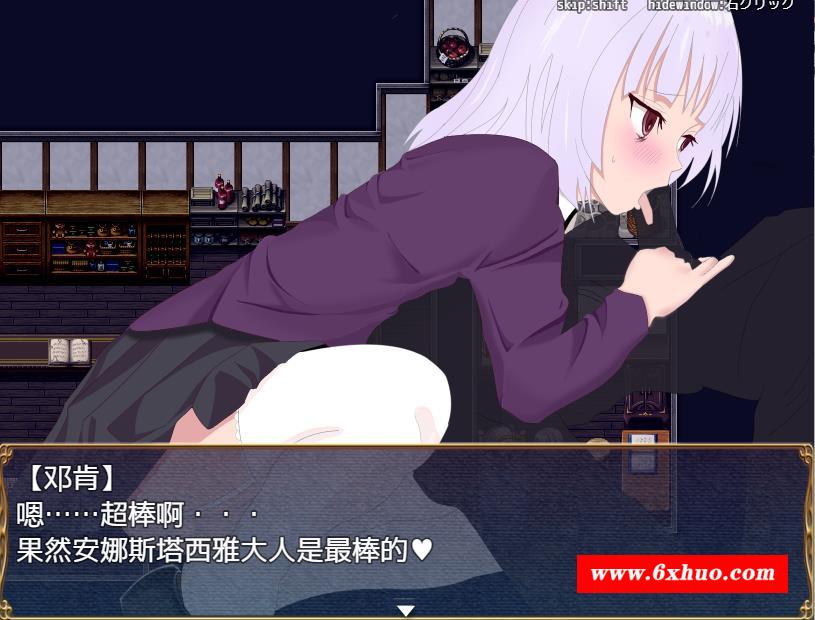 skip:shift hidewindow:右クリック
【邓肯】
嗯……超棒啊・・・
果然安娜斯塔西雅大人是最棒的♥
www.6xhuo.com